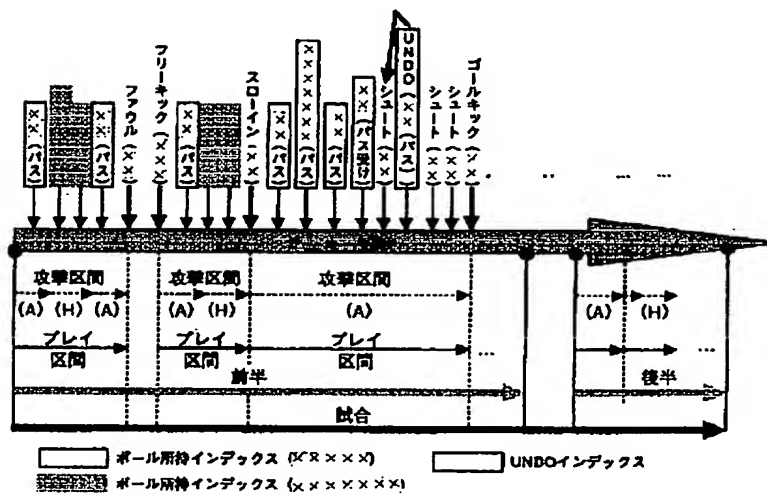 ××(パス)
××(パス)
ファウル(××)
フリーキック(×××)
××(パス)
スローイン(××)
××(パス)
××(パス)
××(パス受け)
シュート(××)
UNDO(××(パス))
シュート(××)
シュート(××)
ゴールキック(××)
‥ … …
攻撃区間 攻撃区間 攻撃区間
(A) (H) (A) (A) (H) (A) (A) (H)
プレイ プレイ プレイ
区間 区間 区間 … …
前半 後半
試合
ボール所持インデックス(×××××) UNDOインデックス
ボール所持インデックス(×××××××)